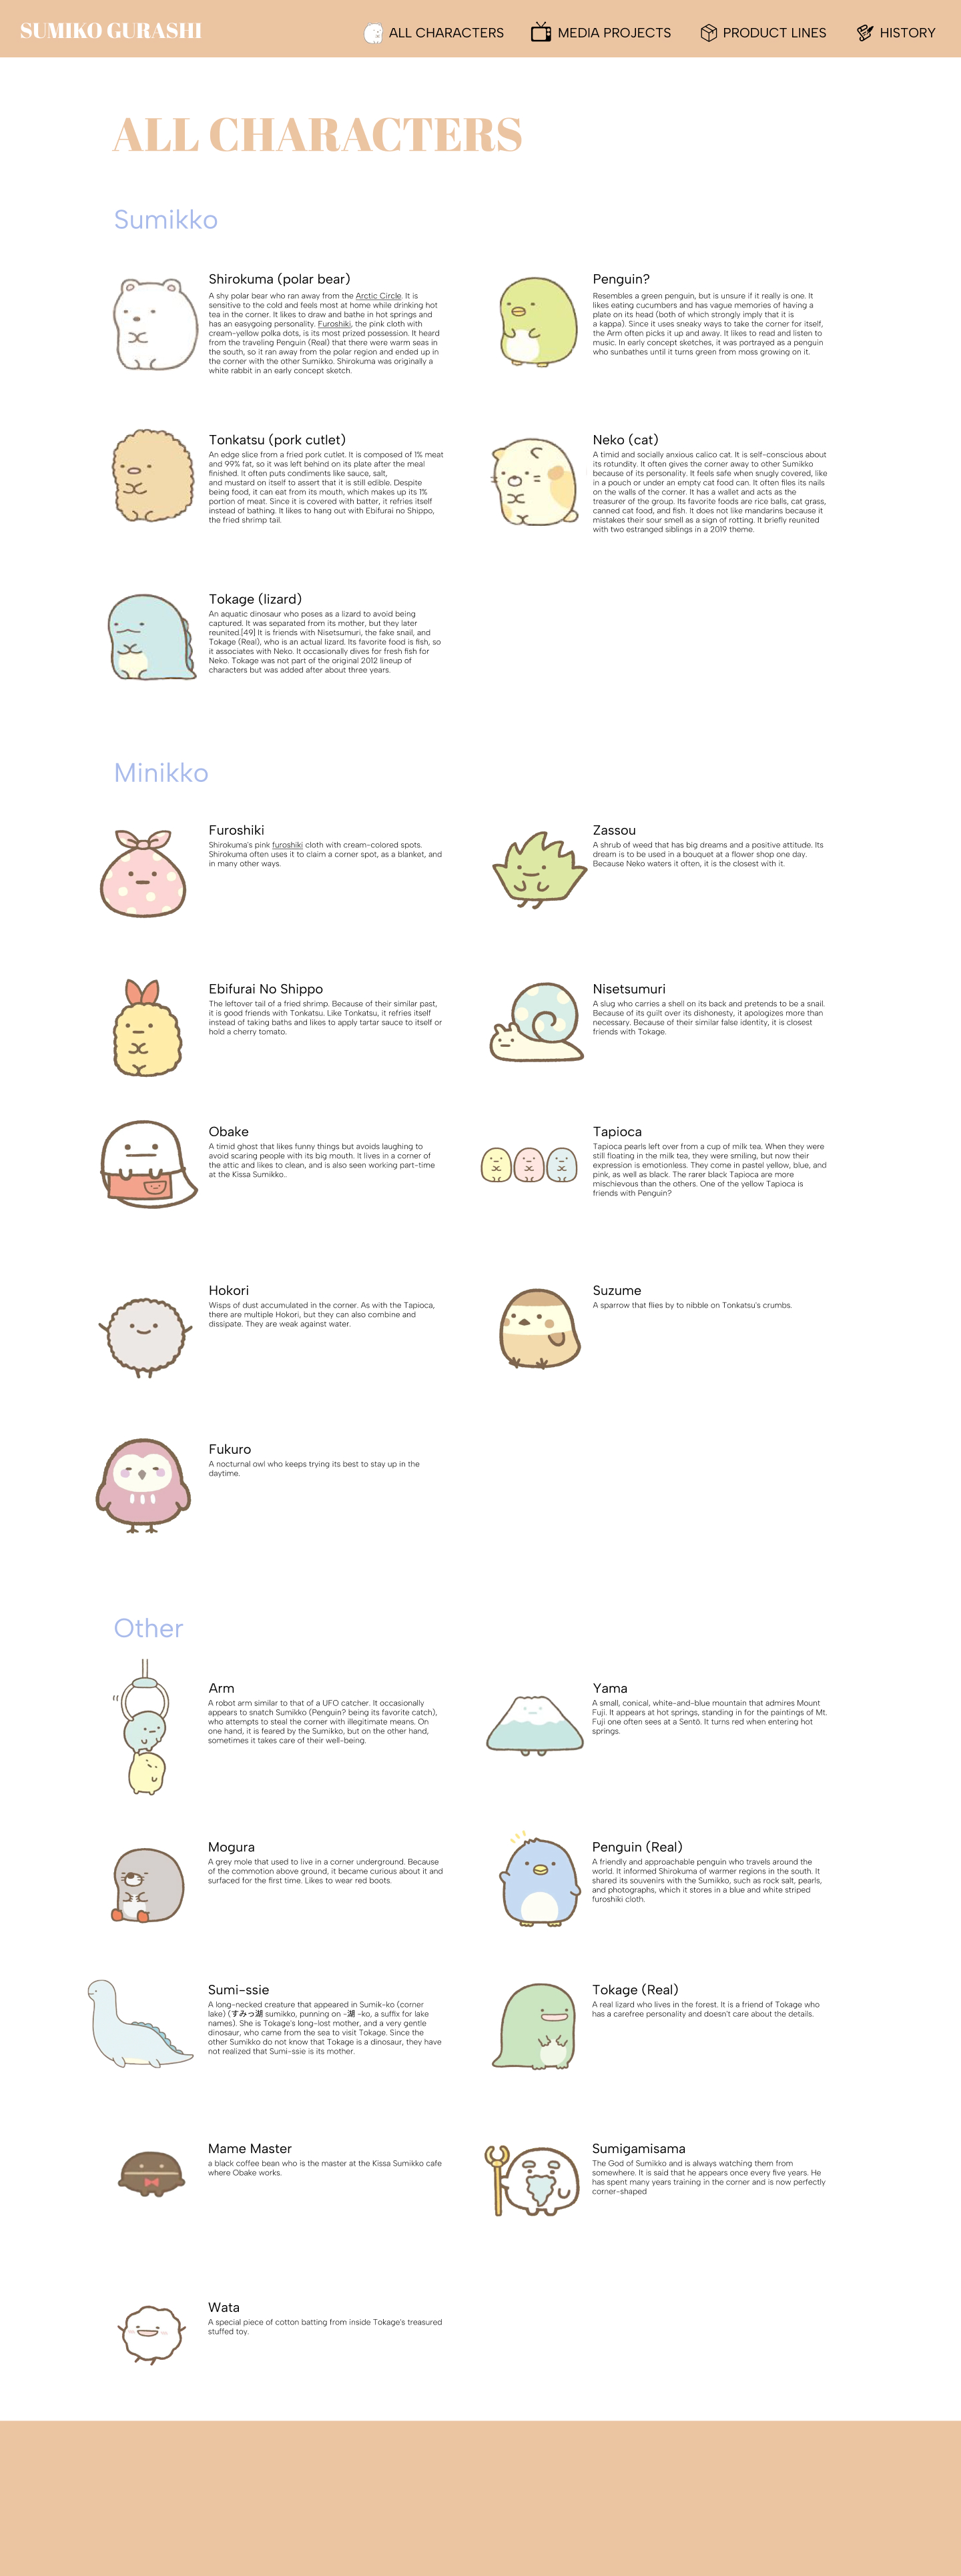 SUMIKO GURASHI
ALL CHARACTERS
MEDIA PROJECTS
PRODUCT LINES
HISTORY
ALL CHARACTERS
Sumikko
Shirokuma (polar bear)
A shy polar bear who ran away from the Arctic Circle. It is
sensitive to the cold and feels most at home while drinking hot
tea in the corner. It likes to draw and bathe in hot springs and
has an easygoing personality. Furoshiki, the pink cloth with
cream-yellow polka dots, is its most prized possession. It heard
from the traveling Penguin (Real) that there were warm seas in
the south, so it ran away from the polar region and ended up in
the corner with the other Sumikko. Shirokuma was originally a
white rabbit in an early concept sketch.
Penguin?
Resembles a green penguin, but is unsure if it really is one. It
likes eating cucumbers and has vague memories of having a
plate on its head (both of which strongly imply that it is
a kappa). Since it uses sneaky ways to take the corner for itself,
the Arm often picks it up and away. It likes to read and listen to
music. In early concept sketches, it was portrayed as a penguin
who sunbathes until it turns green from moss growing on it.
Tonkatsu (pork cutlet)
An edge slice from a fried pork cutlet. It is composed of 1% meat
and 99% fat, so it was left behind on its plate after the meal
finished. It often puts condiments like sauce, salt,
and mustard on itself to assert that it is still edible. Despite
being food, it can eat from its mouth, which makes up its 1%
portion of meat. Since it is covered with batter, it refries itself
instead of bathing. It likes to hang out with Ebifurai no Shippo,
the fried shrimp tail.
Neko (cat)
A timid and socially anxious calico cat. It is self-conscious about
its rotundity. It often gives the corner away to other Sumikko
because of its personality. It feels safe when snugly covered, like
in a pouch or under an empty cat food can. It often files its nails
on the walls of the corner. It has a wallet and acts as the
treasurer of the group. Its favorite foods are rice balls, cat grass,
canned cat food, and fish. It does not like mandarins because it
mistakes their sour smell as a sign of rotting. It briefly reunited
with two estranged siblings in a 2019 theme.
Tokage (lizard)
An aquatic dinosaur who poses as a lizard to avoid being
captured. It was separated from its mother, but they later
reunited.[49] It is friends with Nisetsumuri, the fake snail, and
Tokage (Real), who is an actual lizard. Its favorite food is fish, so
it associates with Neko. It occasionally dives for fresh fish for
Neko. Tokage was not part of the original 2012 lineup of
characters but was added after about three years.
Minikko
Furoshiki
Shirokuma's pink furoshiki cloth with cream-colored spots.
Shirokuma often uses it to claim a corner spot, as a blanket, and
in many other ways.
Zassou
A shrub of weed that has big dreams and a positive attitude. Its
dream is to be used in a bouquet at a flower shop one day.
Because Neko waters it often, it is the closest with it.
Ebifurai No Shippo
The leftover tail of a fried shrimp. Because of their similar past,
it is good friends with Tonkatsu. Like Tonkatsu, it refries itself
instead of taking baths and likes to apply tartar sauce to itself or
hold a cherry tomato.
Nisetsumuri
A slug who carries a shell on its back and pretends to be a snail.
Because of its guilt over its dishonesty, it apologizes more than
necessary. Because of their similar false identity, it is closest
friends with Tokage.
Obake
A timid ghost that likes funny things but avoids laughing to
avoid scaring people with its big mouth. It lives in a corner of
the attic and likes to clean, and is also seen working part-time
at the Kissa Sumikko..
Tapioca
Tapioca pearls left over from a cup of milk tea. When they were
still floating in the milk tea, they were smiling, but now their
expression is emotionless. They come in pastel yellow, blue, and
pink, as well as black. The rarer black Tapioca are more
mischievous than the others. One of the yellow Tapioca is
friends with Penguin?
Hokori
Wisps of dust accumulated in the corner. As with the Tapioca,
there are multiple Hokori, but they can also combine and
dissipate. They are weak against water.
Suzume
A sparrow that flies by to nibble on Tonkatsu's crumbs.
Fukuro
A nocturnal owl who keeps trying its best to stay up in the
daytime.
Other
Arm
A robot arm similar to that of a UFO catcher. It occasionally
appears to snatch Sumikko (Penguin? being its favorite catch),
who attempts to steal the corner with illegitimate means. On
one hand, it is feared by the Sumikko, but on the other hand,
sometimes it takes care of their well-being.
Yama
A small, conical, white-and-blue mountain that admires Mount
Fuji. It appears at hot springs, standing in for the paintings of Mt.
Fuji one often sees at a Sentō. It turns red when entering hot
springs.
Mogura
A grey mole that used to live in a corner underground. Because
of the commotion above ground, it became curious about it and
surfaced for the first time. Likes to wear red boots.
Penguin (Real)
A friendly and approachable penguin who travels around the
world. It informed Shirokuma of warmer regions in the south. It
shared its souvenirs with the Sumikko, such as rock salt, pearls,
and photographs, which it stores in a blue and white striped
furoshiki cloth.
Sumi-ssie
A long-necked creature that appeared in Sumik-ko (corner
lake) (すみっ湖 sumikko, punning on -湖 -ko, a suffix for lake
names). She is Tokage's long-lost mother, and a very gentle
dinosaur, who came from the sea to visit Tokage. Since the
other Sumikko do not know that Tokage is a dinosaur, they have
not realized that Sumi-ssie is its mother.
Tokage (Real)
A real lizard who lives in the forest. It is a friend of Tokage who
has a carefree personality and doesn't care about the details.
Mame Master
a black coffee bean who is the master at the Kissa Sumikko cafe
where Obake works.
Sumigamisama
The God of Sumikko and is always watching them from
somewhere. It is said that he appears once every five years. He
has spent many years training in the corner and is now perfectly
corner-shaped
Wata
A special piece of cotton batting from inside Tokage's treasured
stuffed toy.